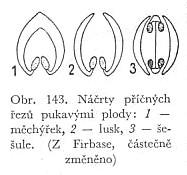 1 2 3
Obr. 143. Náčrty příčných
řezů pukavými plody: 1 —
měchýřek, 2 — lusk, 3 — še-
šule. (Z Firbase, částečně
změněno)